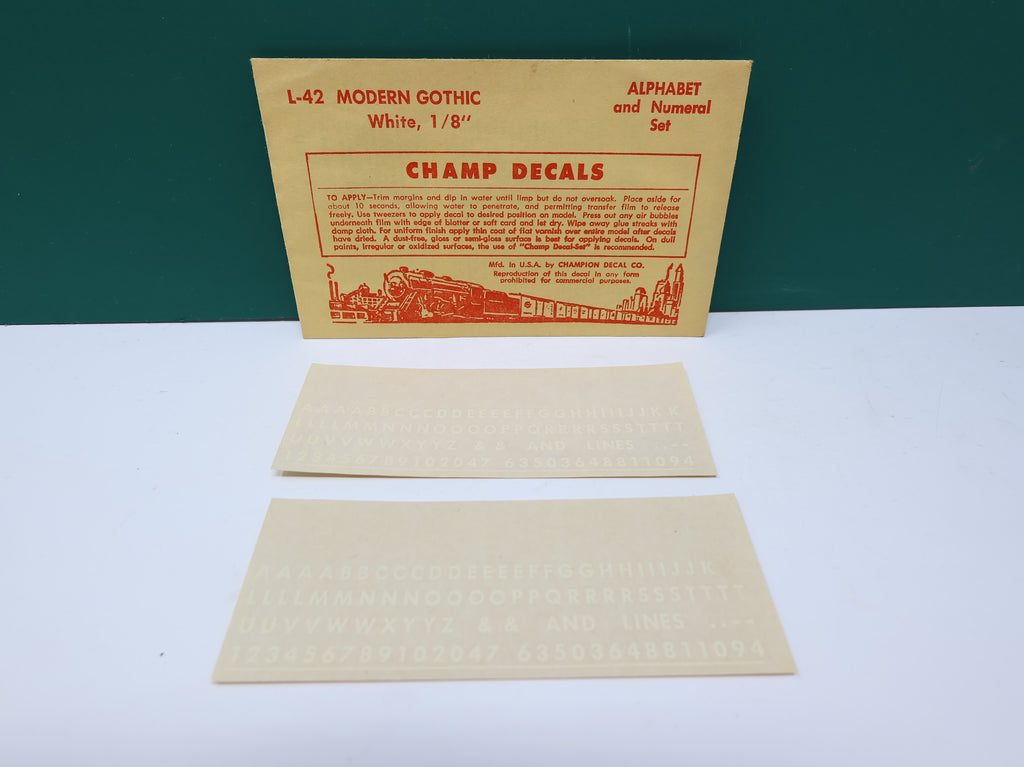 L-42 MODERN GOTHIC
White, 1/8"
ALPHABET
and Numeral
Set
CHAMP DECALS
TO APPLY—Trim margins and dip in water until limp but do not oversoak. Place aside for
about 10 seconds, allowing water to penetrate, and permitting transfer film to release
freely. Use tweezers to apply decal to desired position on model. Press out any air bubbles
underneath film with edge of blotter or soft card and let dry. Wipe away glue streaks with
damp cloth. For uniform finish apply thin coat of flat varnish over entire model after decals
have dried. A dust-free, gloss or semi-gloss surface is best for applying decals. On dull
paints, irregular or oxidized surfaces, the use of "Champ Decal-Set" is recommended.
Mfd. in U.S.A. by CHAMPION DECAL CO.
Reproduction of this decal in any form
prohibited for commercial purposes.
AAAABBCCCDDEEEEFFGGHHIIIJJKK
LLLLMMNNNOOOOPPQRRRRSSSTTTT
UUVVWWXYYZ & & AND LINES ..--
123456789102047 63503648811094
AAAABBCCCDDEEEEFFGGHHIIIJJK
LLLLMMNNNOOOOPPQRRRRSSSTTTT
UUVVWWXYYZ & & AND LINES ..--
123456789102047 63503648811094